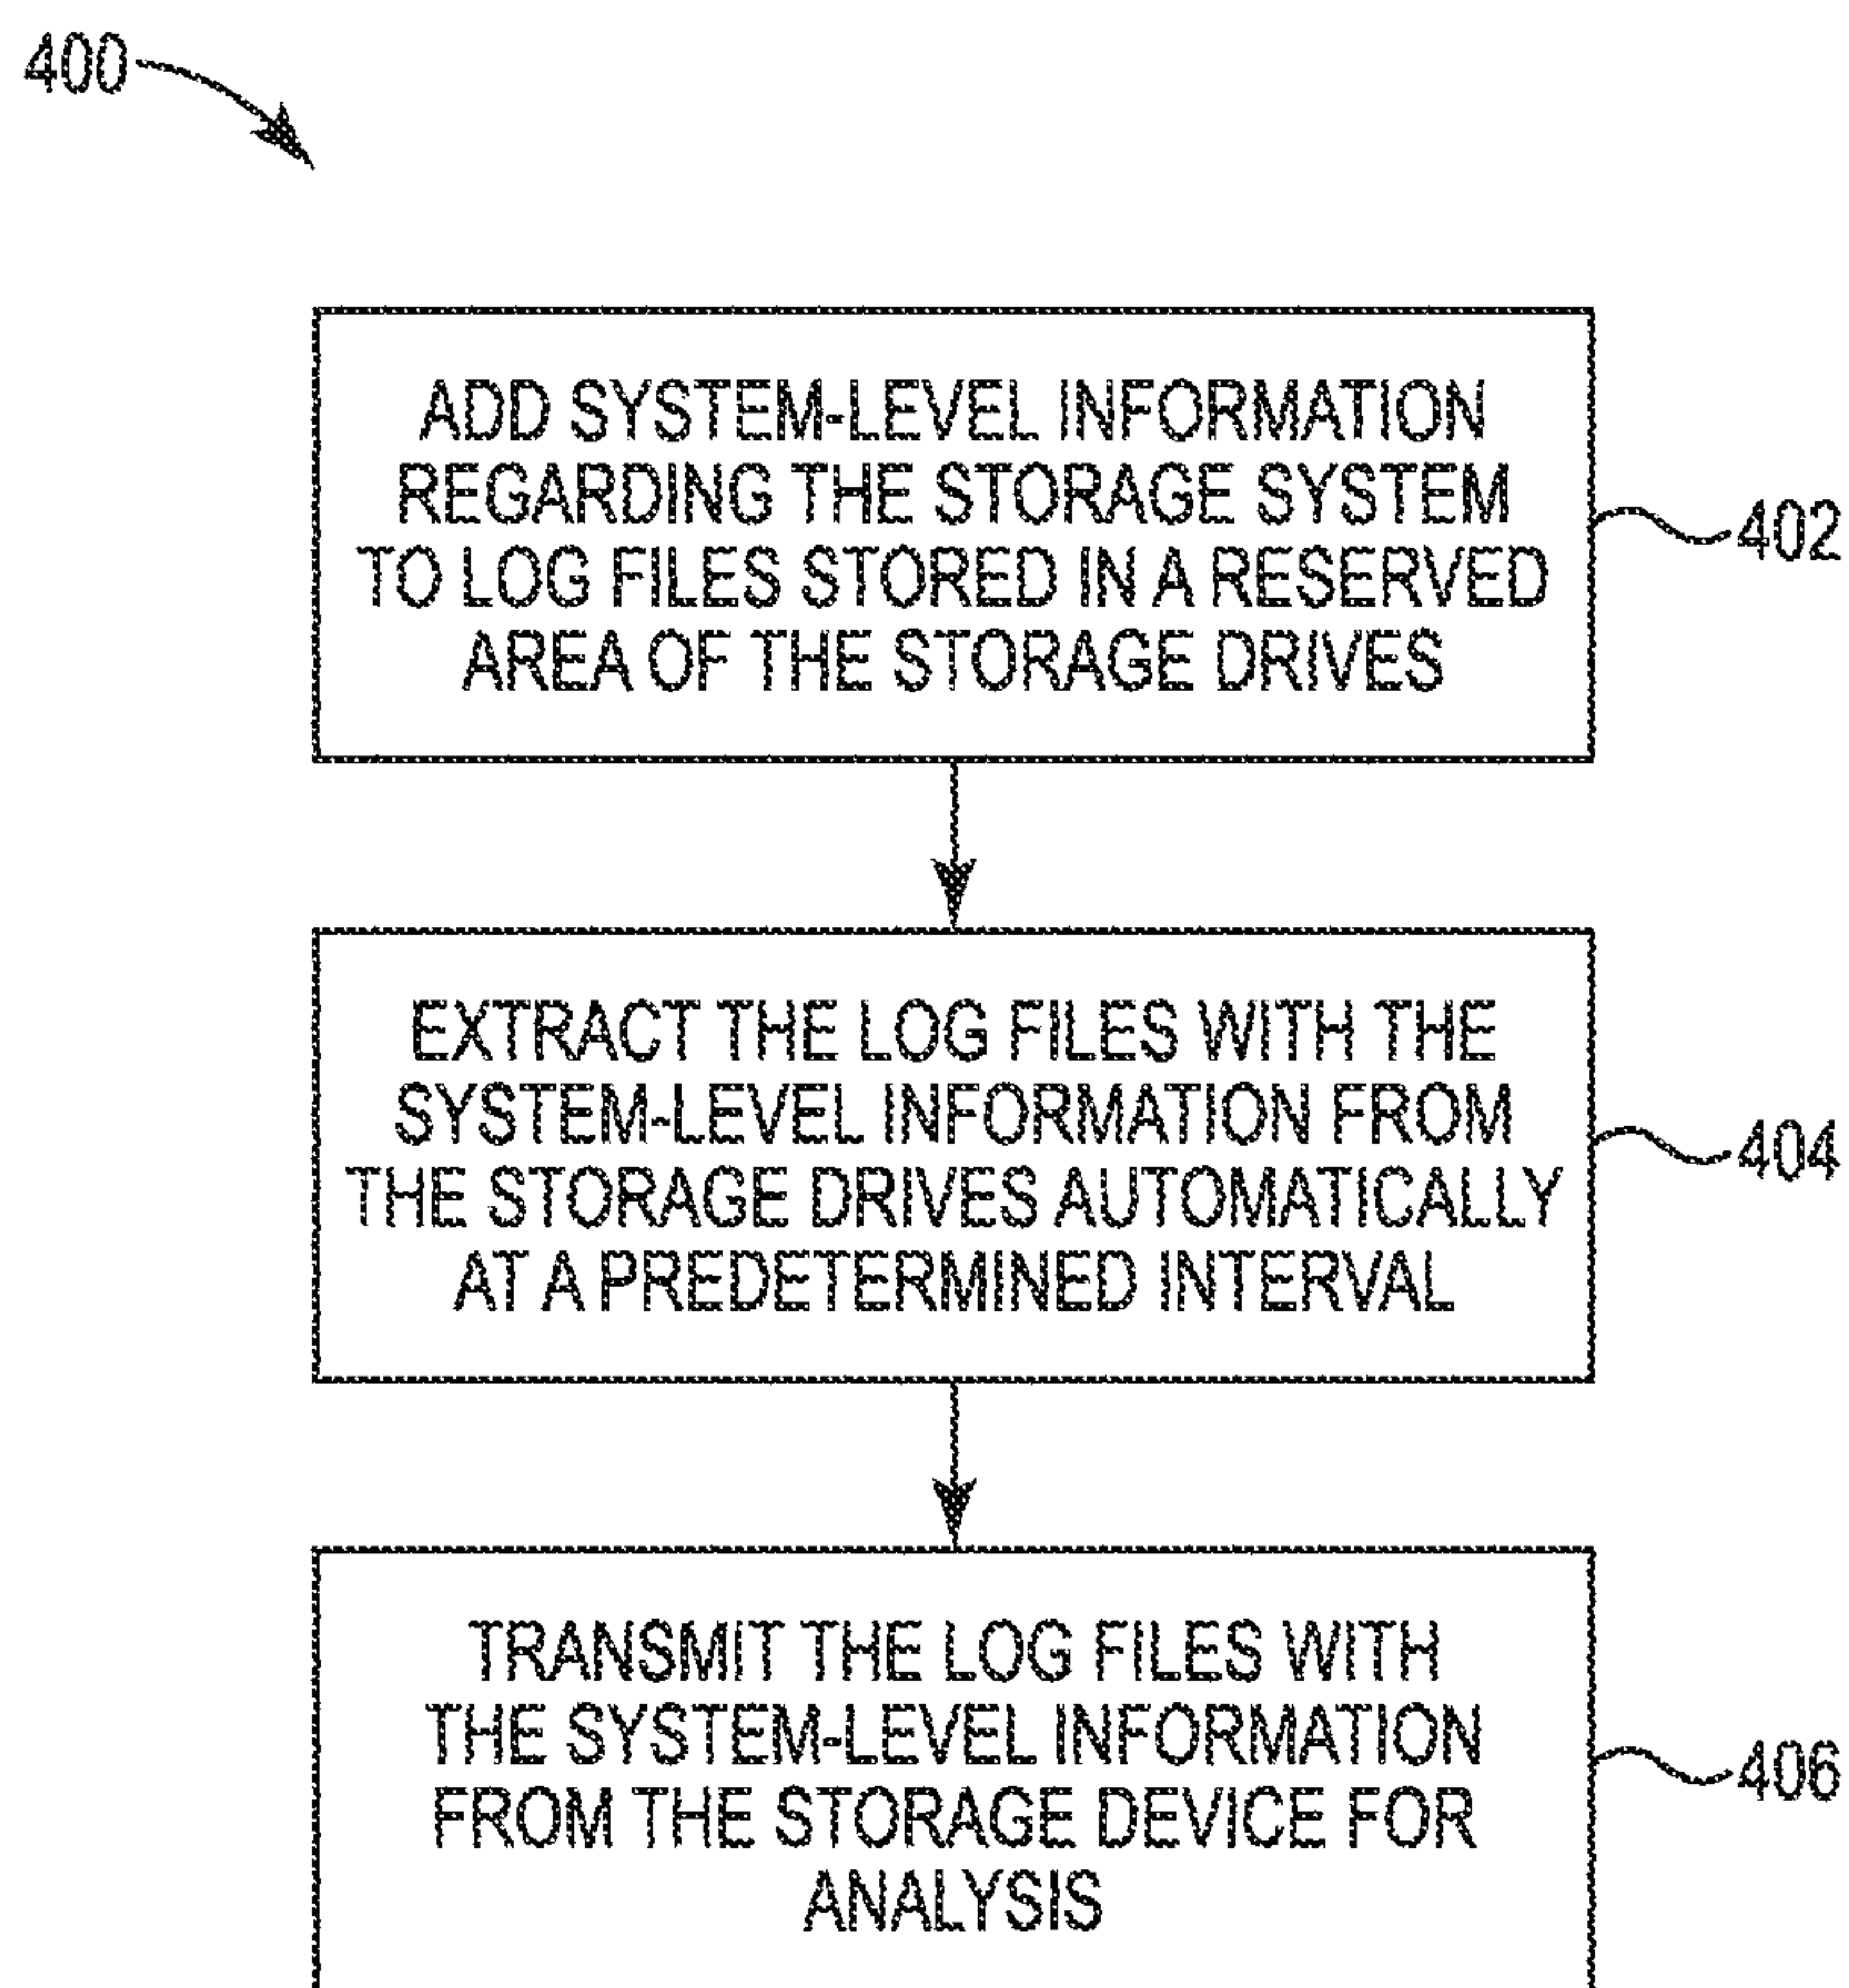 400
ADD SYSTEM-LEVEL INFORMATION
REGARDING THE STORAGE SYSTEM
TO LOG FILES STORED IN A RESERVED
AREA OF THE STORAGE DRIVES
402
EXTRACT THE LOG FILES WITH THE
SYSTEM-LEVEL INFORMATION FROM
THE STORAGE DRIVES AUTOMATICALLY
AT A PREDETERMINED INTERVAL
404
TRANSMIT THE LOG FILES WITH
THE SYSTEM-LEVEL INFORMATION
FROM THE STORAGE DEVICE FOR
ANALYSIS
406